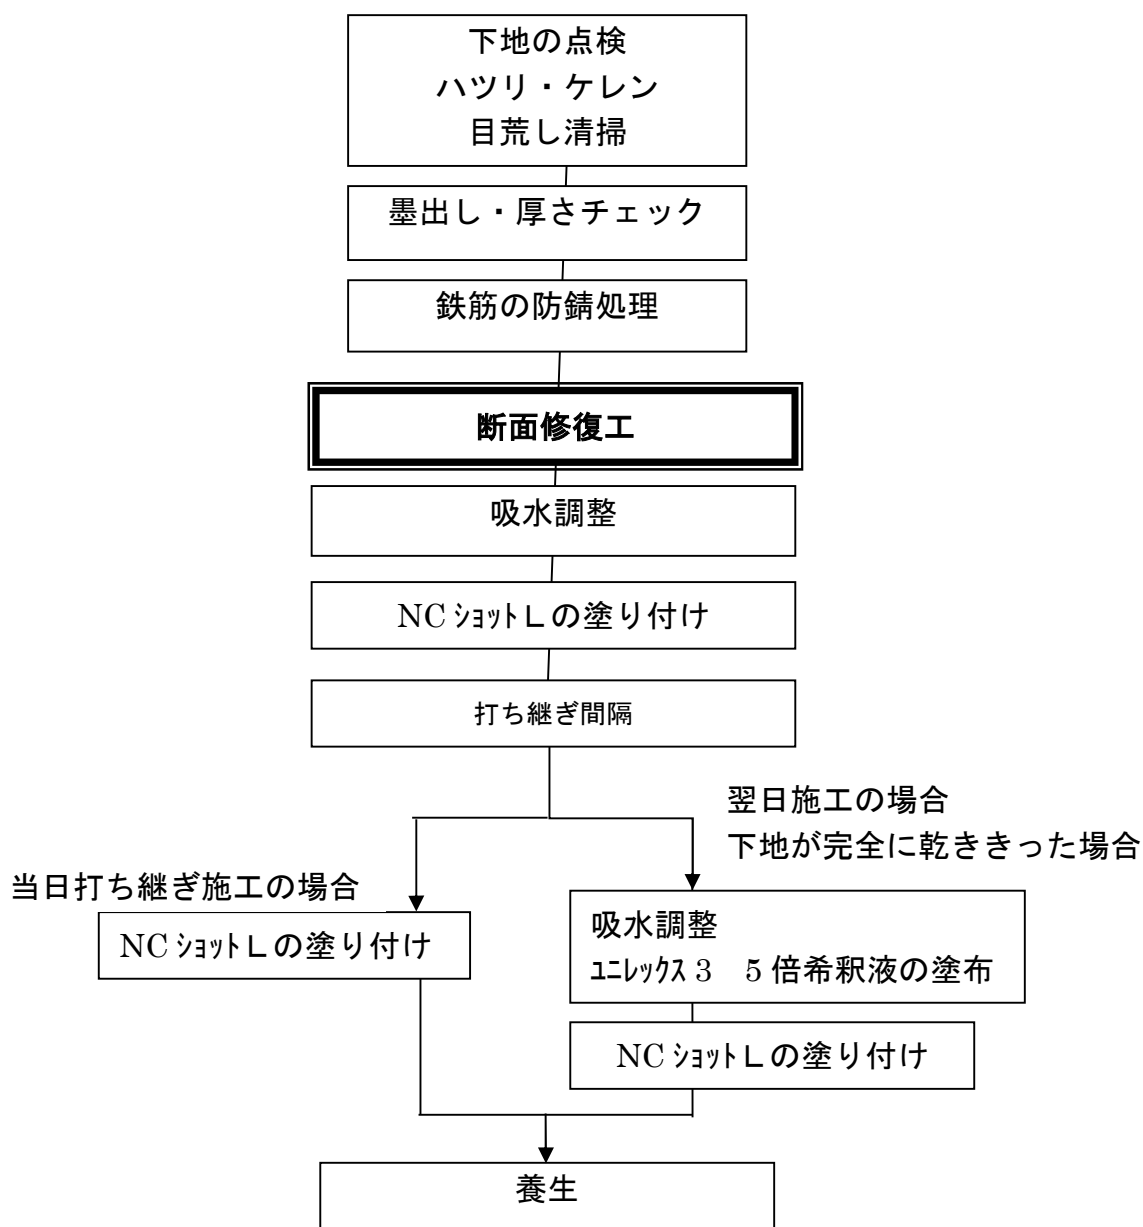 下地の点検
ハツリ・ケレン
目荒し清掃
墨出し・厚さチェック
鉄筋の防錆処理
断面修復工
吸水調整
NCｼｮｯﾄLの塗り付け
打ち継ぎ間隔
翌日施工の場合
下地が完全に乾ききった場合
当日打ち継ぎ施工の場合
NCｼｮｯﾄLの塗り付け
吸水調整
ﾕﾆﾚｯｸｽ3　5倍希釈液の塗布
NCｼｮｯﾄLの塗り付け
養生